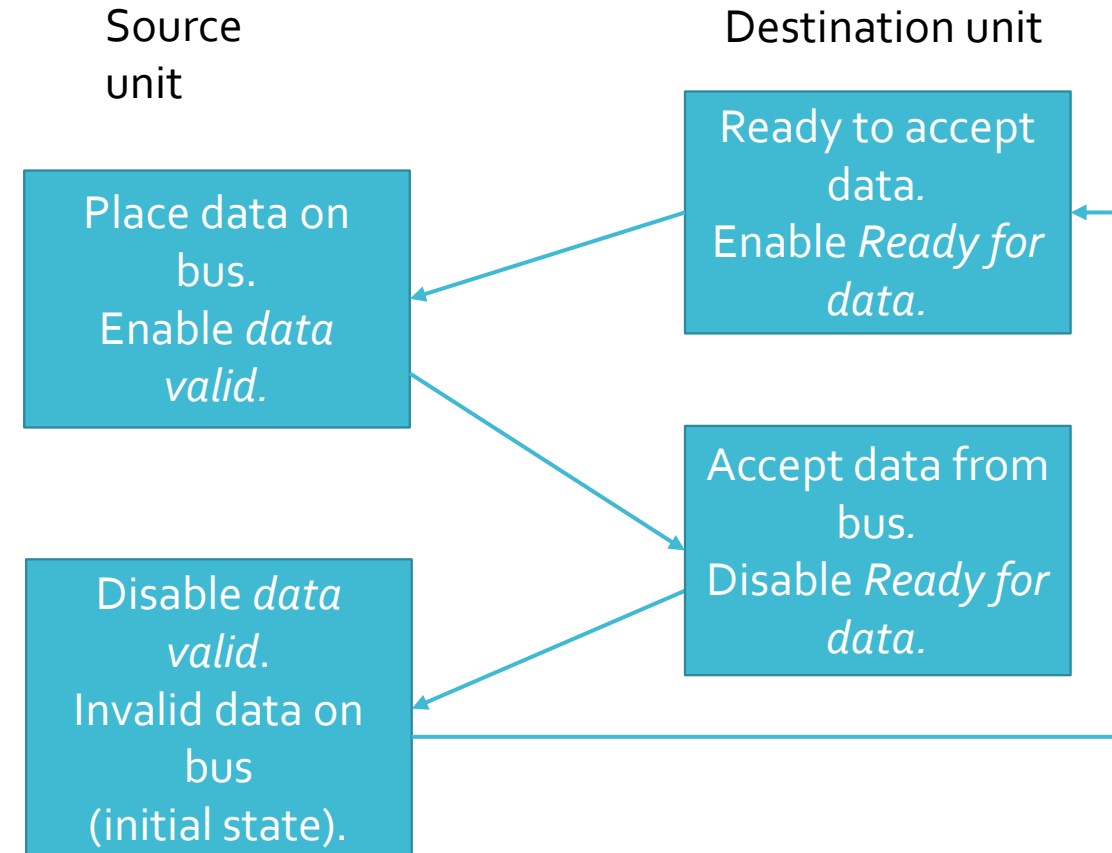 Source
unit
Destination unit
Ready to accept
data.
Enable Ready for
data.
Place data on
bus.
Enable data
valid.
Accept data from
bus.
Disable Ready for
data.
Disable data
valid.
Invalid data on
bus
(initial state).